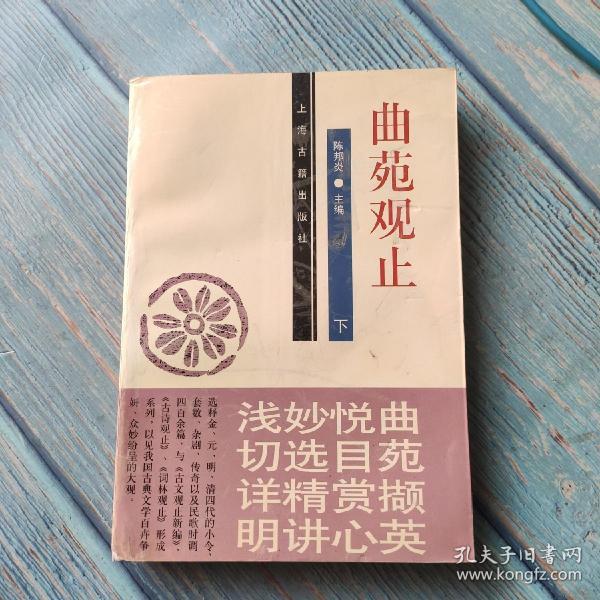 曲苑观止
陈邦炎●主编
下
上海古籍出版社
曲苑撷英
悦目赏心
妙选精讲
浅切详明
选释金、元、明、清四代的小令、
套数、杂剧、传奇以及民歌时调
四百余篇，与《古文观止新编》、
《古诗观止》、《词林观止》形成
系列，以见我国古典文学百卉争
妍、众妙纷呈的大观。
孔夫子旧书网
www.kongfz.com